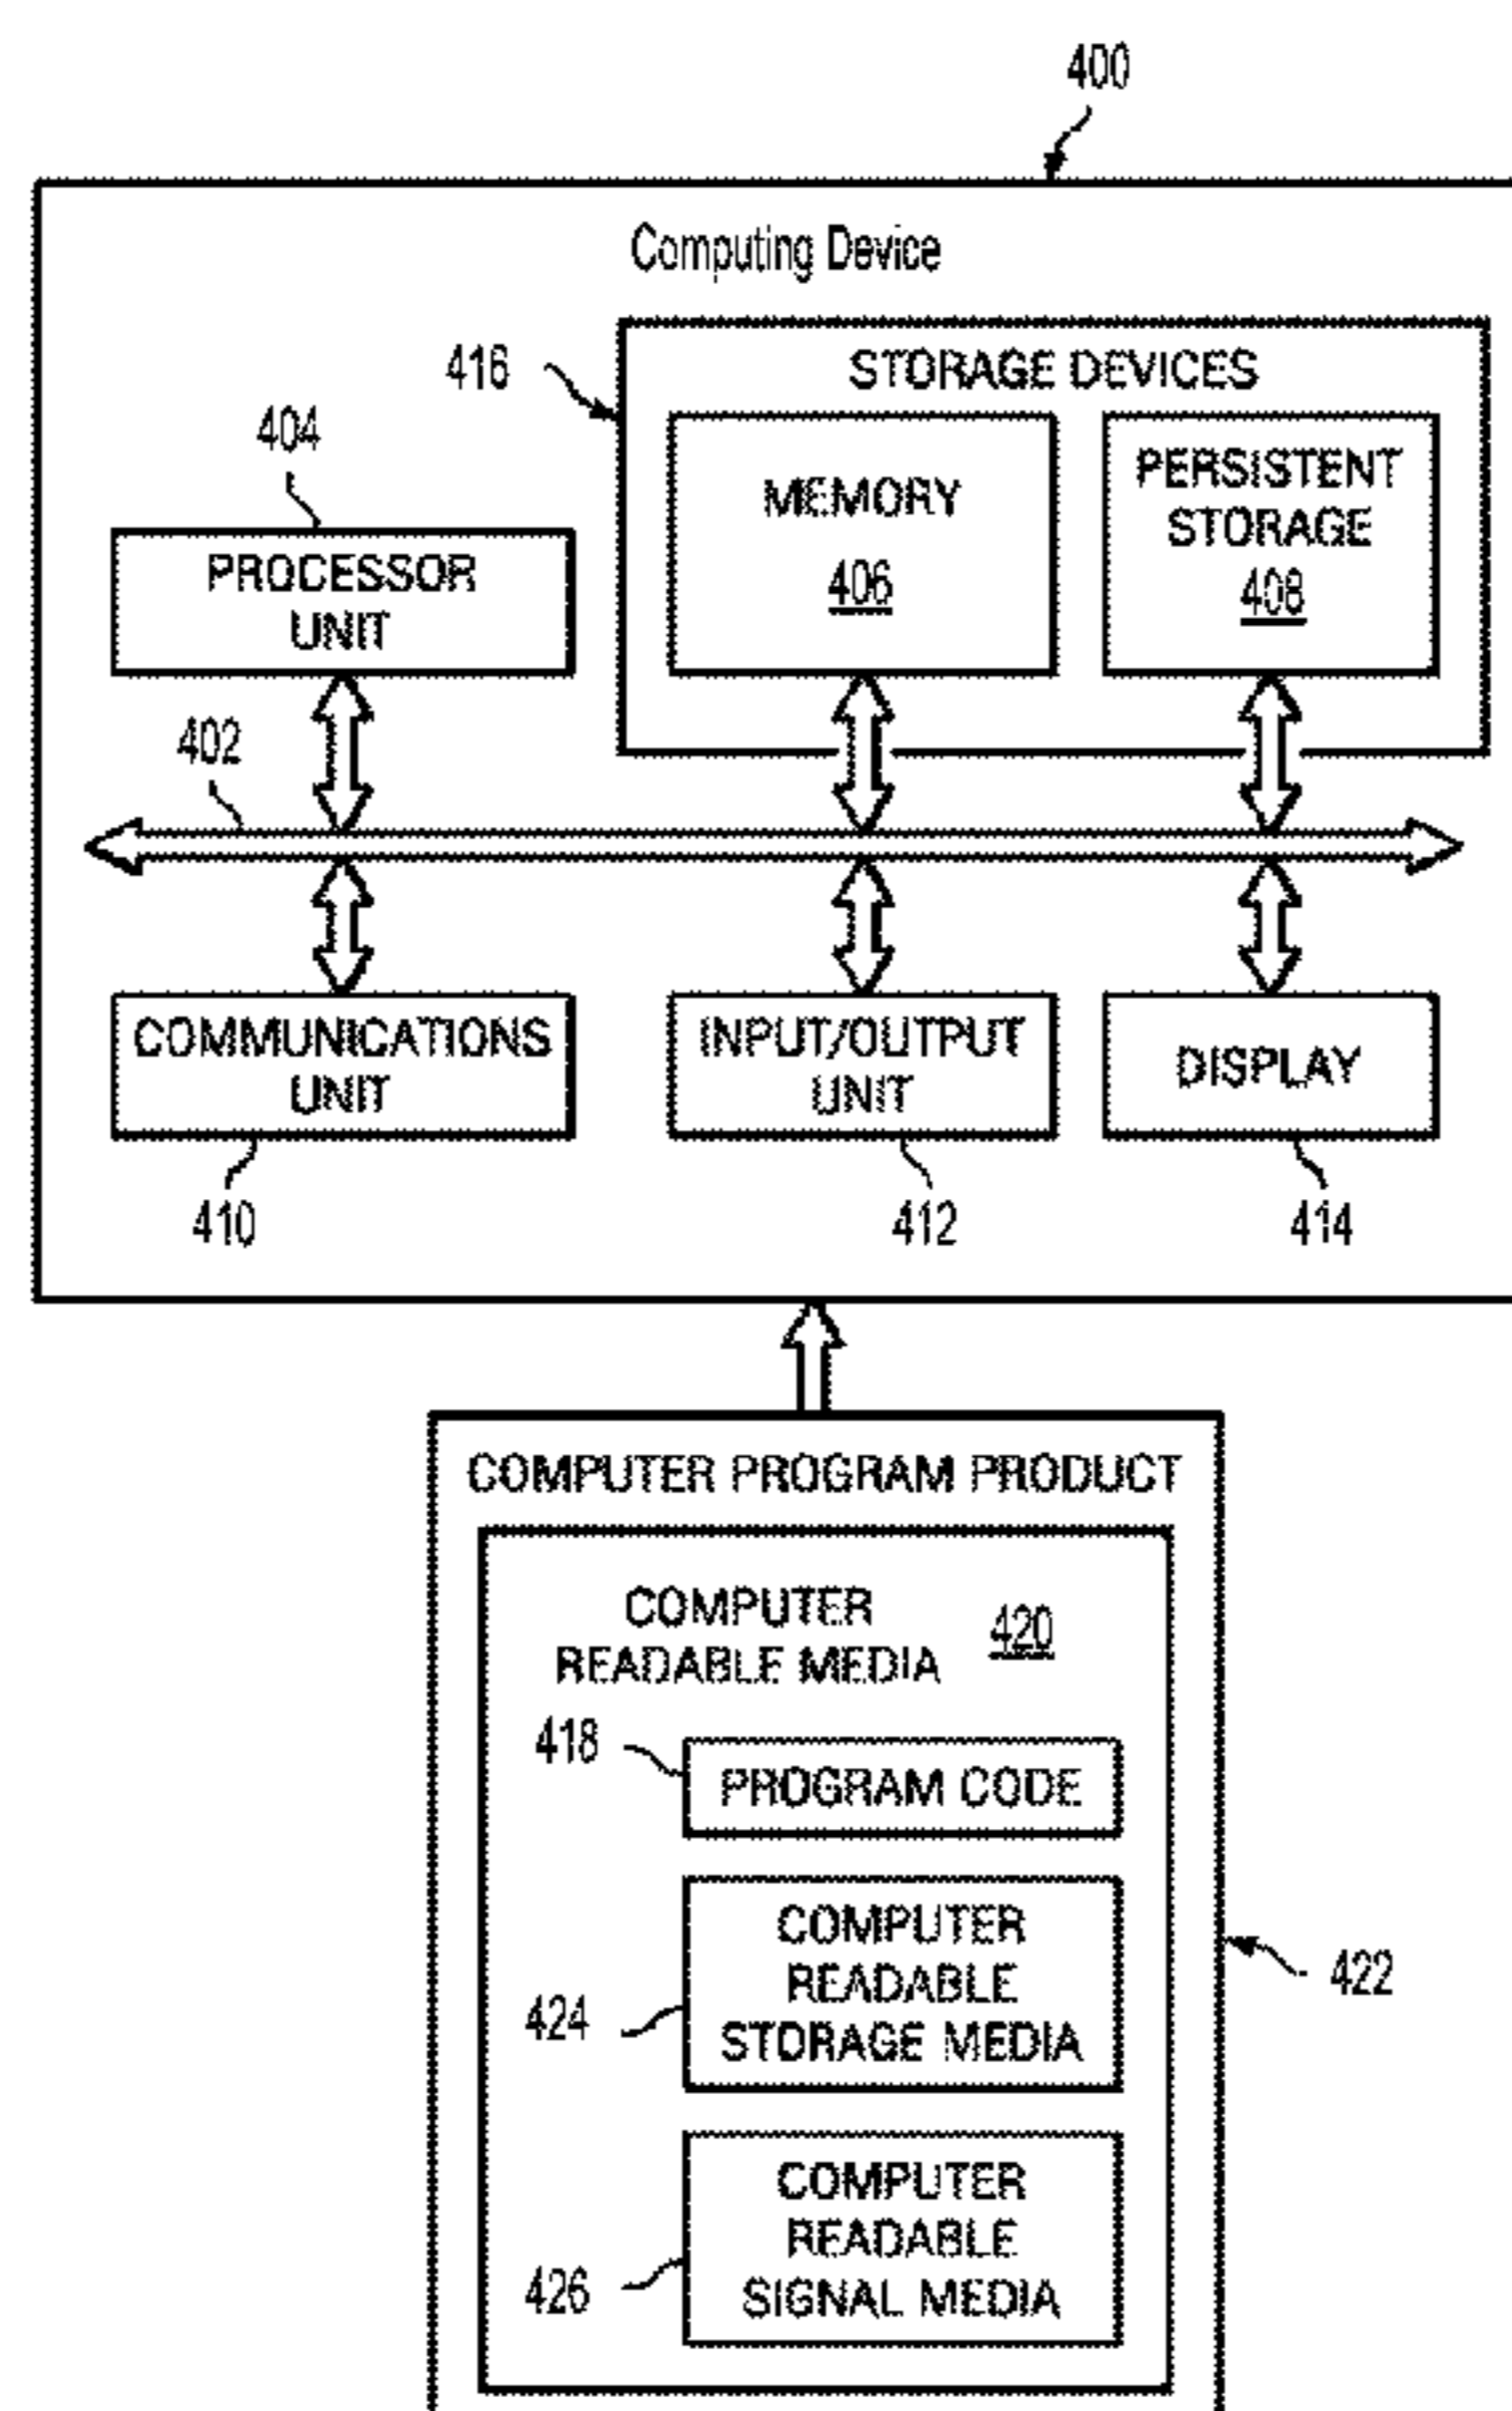 400
Computing Device
416
STORAGE DEVICES
404
MEMORY
406
PERSISTENT
STORAGE
408
PROCESSOR
UNIT
402
COMMUNICATIONS
UNIT
INPUT/OUTPUT
UNIT
DISPLAY
410
412
414
COMPUTER PROGRAM PRODUCT
COMPUTER
READABLE MEDIA
420
418
PROGRAM CODE
COMPUTER
READABLE
STORAGE MEDIA
424
422
COMPUTER
READABLE
SIGNAL MEDIA
426